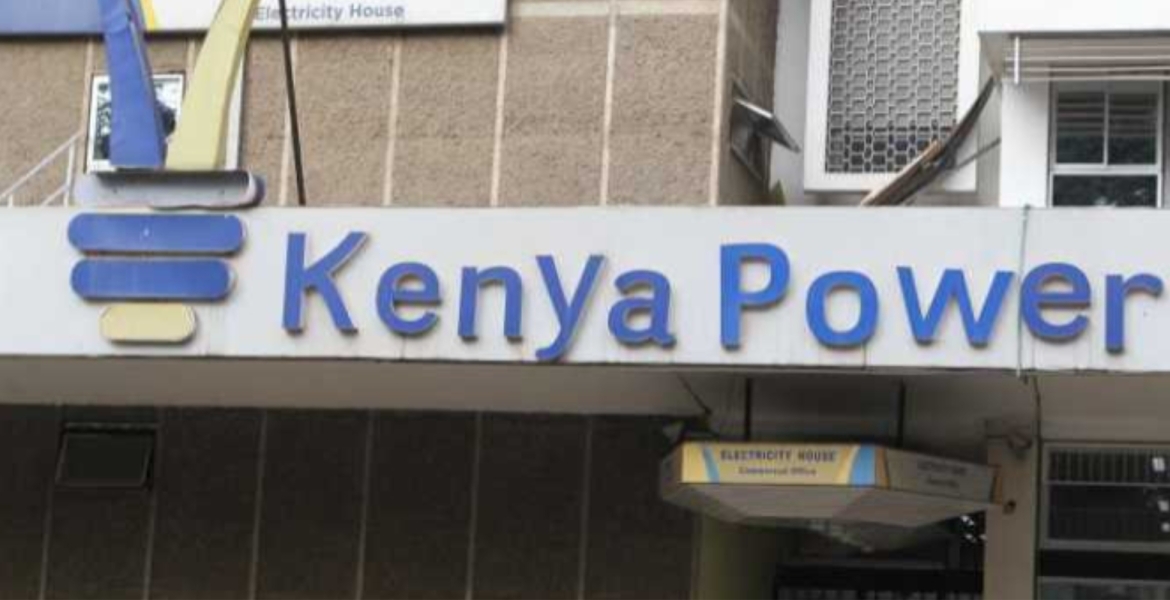 Electricity House
Kenya Power
ELECTRICITY HOUSE
Commercial Office